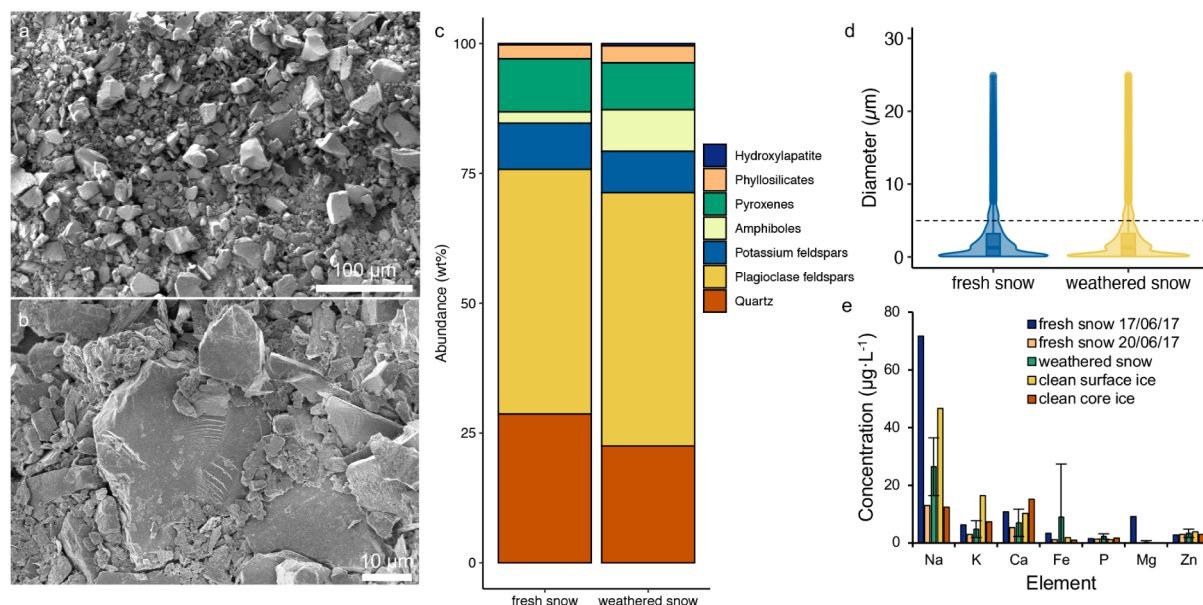 a
100 µm
b
10 µm
c
Abundance (wt%)
100
75
50
25
0
fresh snow
weathered snow
Hydroxylapatite
Phyllosilicates
Pyroxenes
Amphiboles
Potassium feldspars
Plagioclase feldspars
Quartz
d
Diameter (µm)
30
20
10
0
fresh snow
weathered snow
e
Concentration (µg·L⁻¹)
80
60
40
20
0
fresh snow 17/06/17
fresh snow 20/06/17
weathered snow
clean surface ice
clean core ice
Na
K
Ca
Fe
P
Mg
Zn
Element